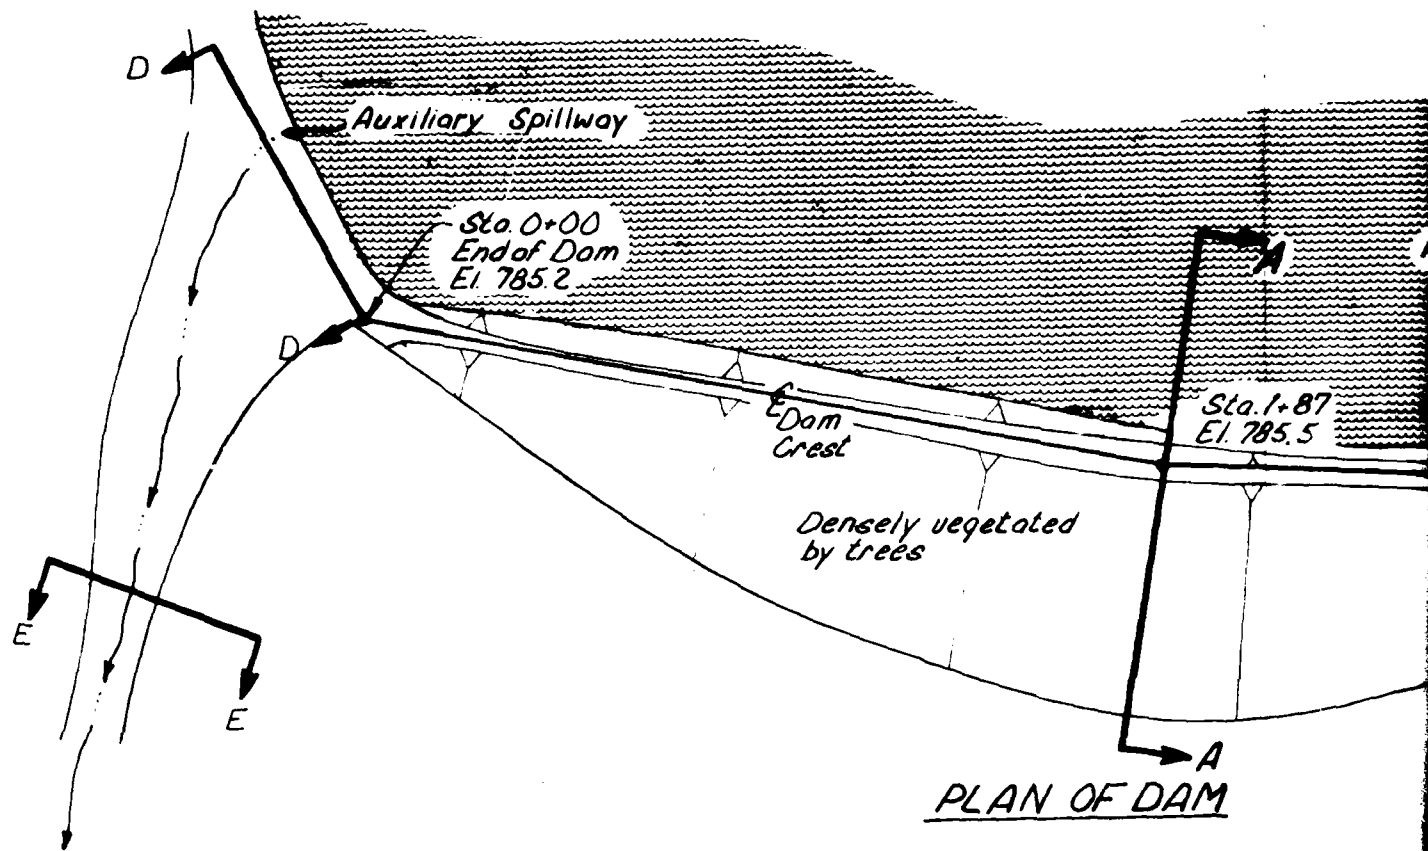 D
Auxiliary Spillway
Sta. 0+00
End of Dam
El. 785.2
D
A
℄ Dam
Crest
Sta. 1+87
El. 785.5
Densely vegetated
by trees
E
E
A
PLAN OF DAM